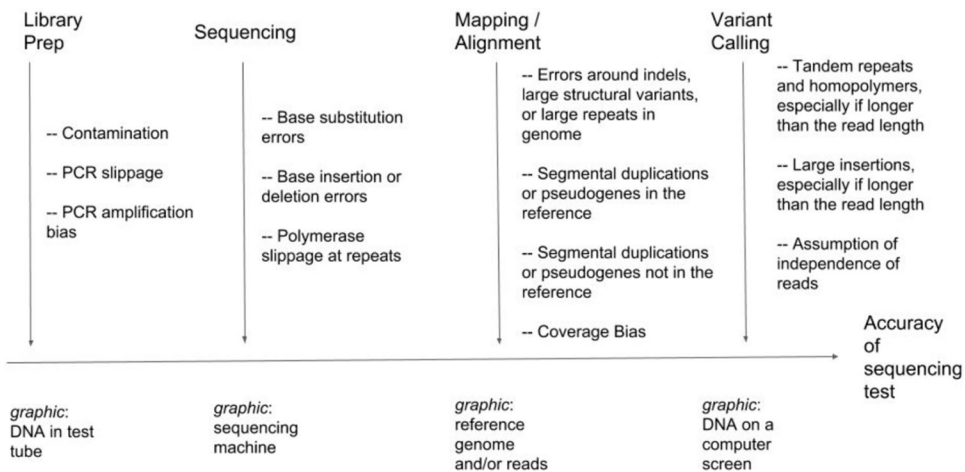 Library
Prep
-- Contamination
-- PCR slippage
-- PCR amplification
bias
Sequencing
-- Base substitution
errors
-- Base insertion or
deletion errors
-- Polymerase
slippage at repeats
Mapping /
Alignment
-- Errors around indels,
large structural variants,
or large repeats in
genome
-- Segmental duplications
or pseudogenes in the
reference
-- Segmental duplications
or pseudogenes not in the
reference
-- Coverage Bias
Variant
Calling
-- Tandem repeats
and homopolymers,
especially if longer
than the read length
-- Large insertions,
especially if longer
than the read length
-- Assumption of
independence of
reads
Accuracy
of
sequencing
test
graphic:
DNA in test
tube
graphic:
sequencing
machine
graphic:
reference
genome
and/or reads
graphic:
DNA on a
computer
screen